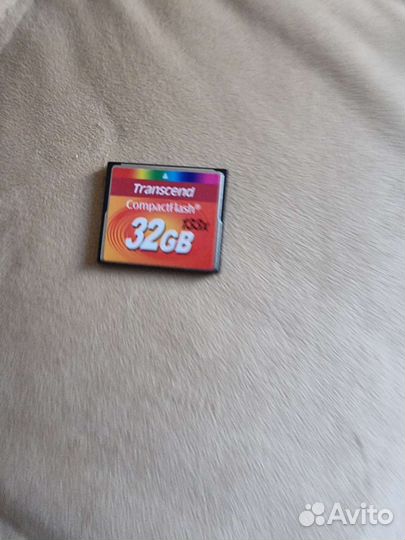 Transcend
CompactFlash®
133x
32GB
Avito